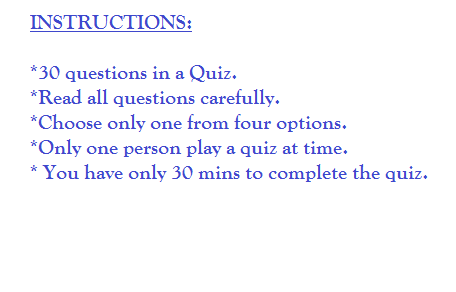 INSTRUCTIONS:
*30 questions in a Quiz.
*Read all questions carefully.
*Choose only one from four options.
*Only one person play a quiz at time.
* You have only 30 mins to complete the quiz.